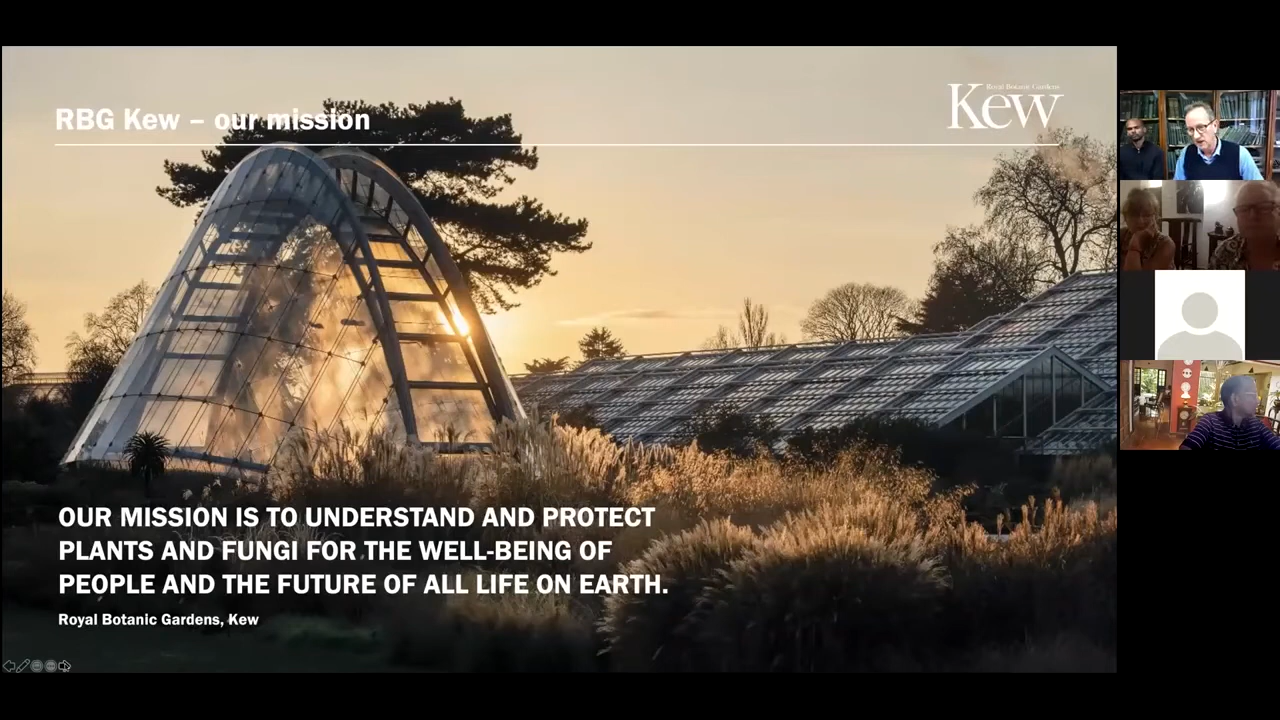 RBG Kew – our mission
Royal Botanic Gardens
Kew
OUR MISSION IS TO UNDERSTAND AND PROTECT
PLANTS AND FUNGI FOR THE WELL-BEING OF
PEOPLE AND THE FUTURE OF ALL LIFE ON EARTH.
Royal Botanic Gardens, Kew